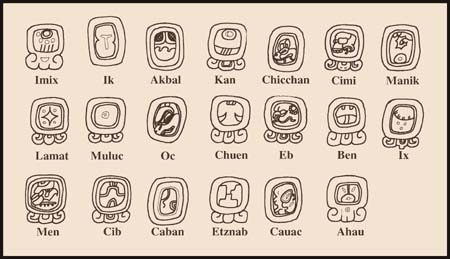 Imix Ik Akbal Kan Chicchan Cimi Manik
Lamat Muluc Oc Chuen Eb Ben Ix
Men Cib Caban Etznab Cauac Ahau